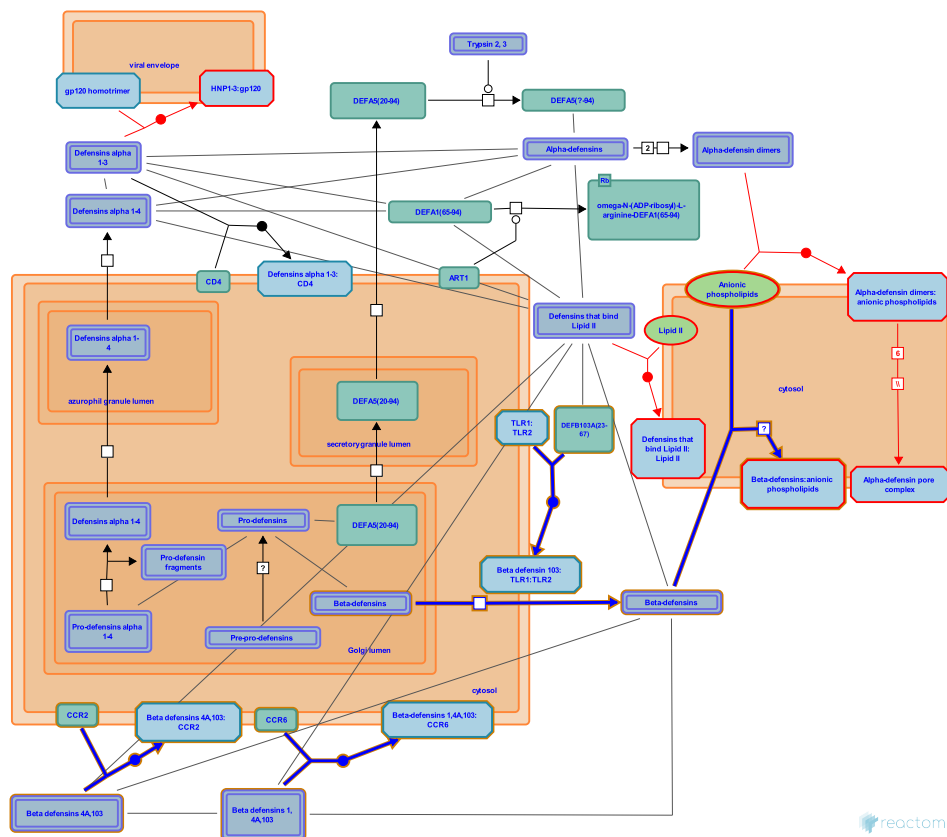 Trypsin 2, 3
viral envelope
gp120 homotrimer
HNP1-3:gp120
DEFA5(20-94)
DEFA5(?-94)
Defensins alpha
1-3
Alpha-defensins
2
Alpha-defensin dimers
Rb
omega-N-(ADP-ribosyl)-L-
arginine-DEFA1(65-94)
Defensins alpha 1-4
DEFA1(65-94)
CD4
Defensins alpha 1-3:
CD4
ART1
Anionic
phospholipids
Alpha-defensin dimers:
anionic phospholipids
Defensins that bind
Lipid II
Lipid II
Defensins alpha 1-
4
6
\\
cytosol
azurophil granule lumen
DEFA5(20-94)
secretory granule lumen
TLR1:
TLR2
DEFB103A(23-
67)
?
Defensins that
bind Lipid II:
Lipid II
Beta-defensins:anionic
phospholipids
Alpha-defensin pore
complex
Defensins alpha 1-4
Pro-defensins
DEFA5(20-94)
Pro-defensin
fragments
?
Beta defensin 103:
TLR1:TLR2
Beta-defensins
Beta-defensins
Pro-defensins alpha
1-4
Pre-pro-defensins
Golgi lumen
cytosol
CCR2
Beta defensins 4A,103:
CCR2
CCR6
Beta-defensins 1,4A,103:
CCR6
Beta defensins 4A,103
Beta defensins 1,
4A,103
reactom